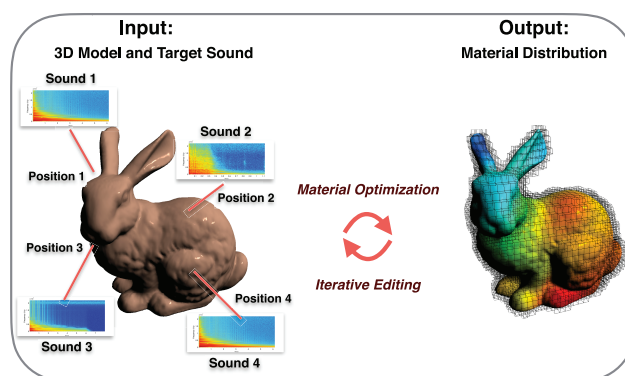 Input:
3D Model and Target Sound
Sound 1
Sound 2
Position 1
Position 2
Position 3
Position 4
Sound 3
Sound 4
Material Optimization
Iterative Editing
Output:
Material Distribution